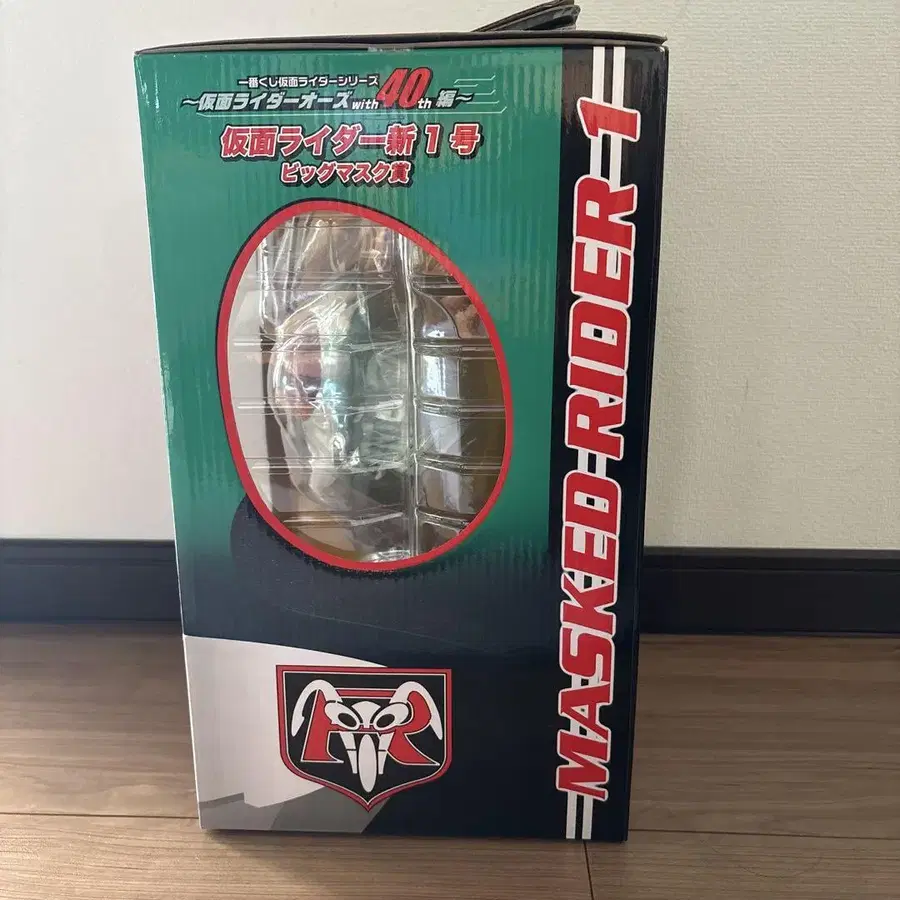 一番くじ仮面ライダーシリーズ
～仮面ライダーオーズwith40th編～
仮面ライダー新1号
ビッグマスク賞
MASKED RIDER 1
R